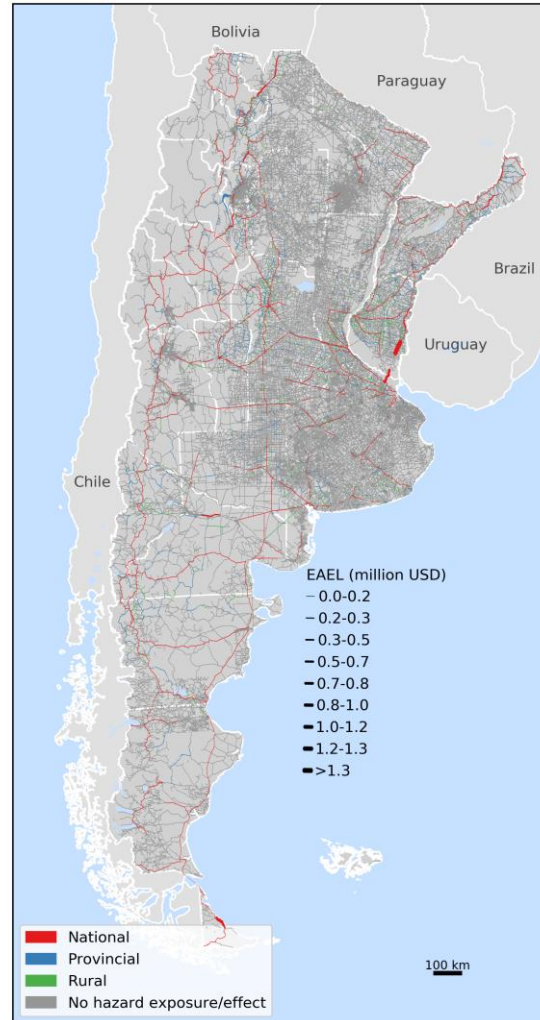 Bolivia
Paraguay
Brazil
Uruguay
Chile
EAEL (million USD)
0.0-0.2
0.2-0.3
0.3-0.5
0.5-0.7
0.7-0.8
0.8-1.0
1.0-1.2
1.2-1.3
>1.3
National
Provincial
Rural
No hazard exposure/effect
100 km